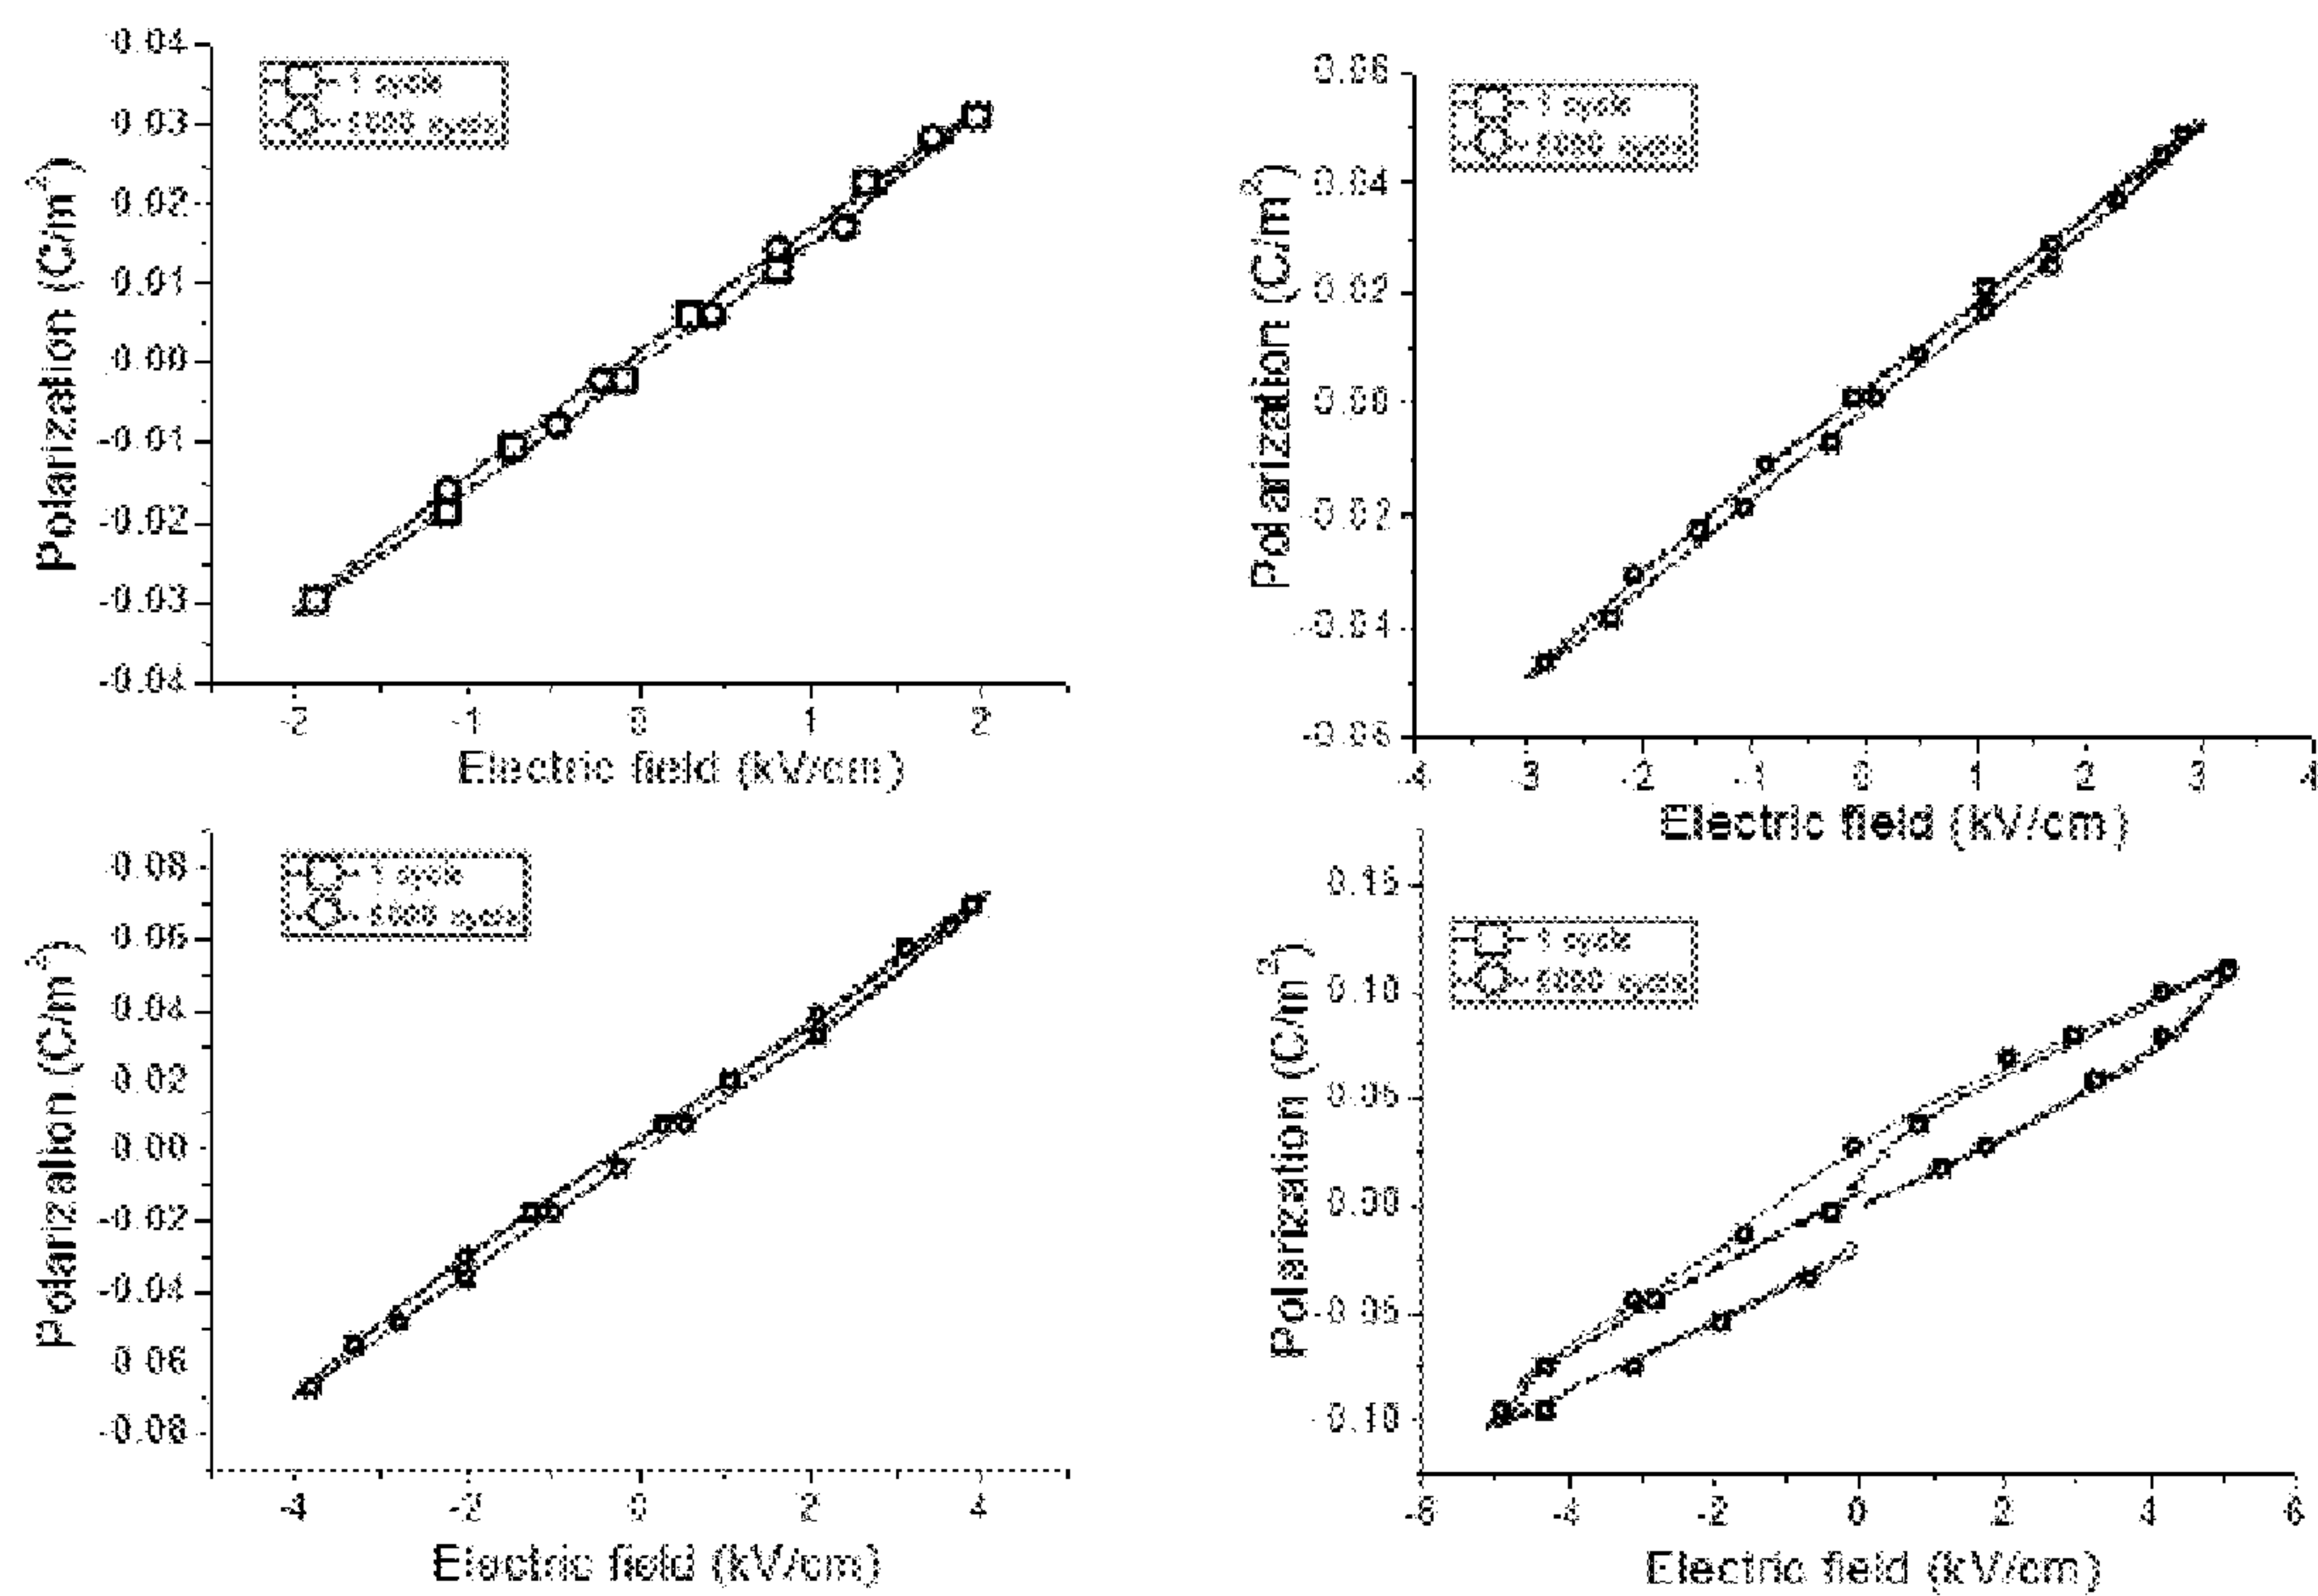 0.04
0.03
0.02
0.01
0.00
-0.01
-0.02
-0.03
-0.04
Polarization (C/m²)
1 cycle
-2 -1 0 1 2
Electric field (kV/cm)
0.06
0.04
0.02
0.00
-0.02
-0.04
-0.06
Polarization (C/m²)
1 cycle
-4 -3 -2 -1 0 1 2 3 4
Electric field (kV/cm)
0.08
0.06
0.04
0.02
0.00
-0.02
-0.04
0.06
-0.08
Polarization (C/m²)
1 cycle
-4 -2 0 2 4
Electric field (kV/cm)
0.15
0.10
0.05
0.00
-0.05
-0.10
Polarization (C/m²)
1 cycle
-4 -2 0 2 4 6
Electric field (kV/cm)